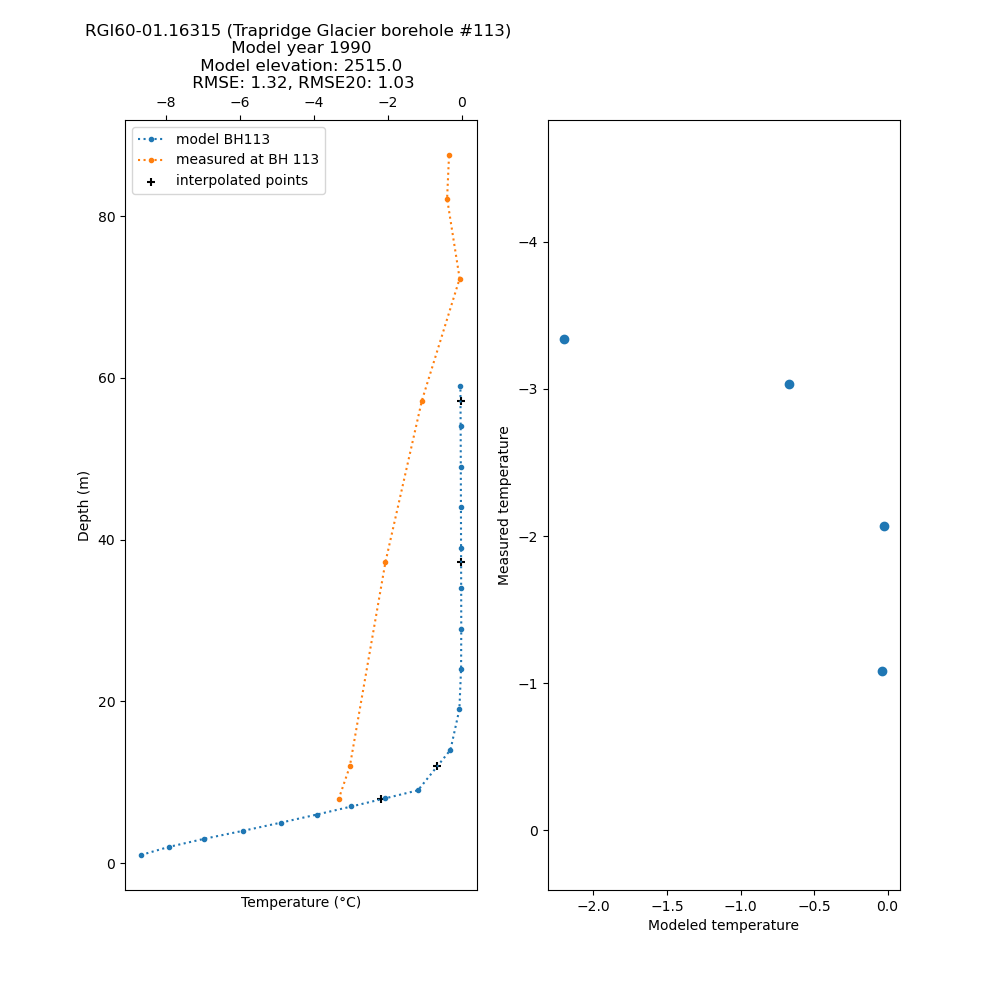 RGI60-01.16315 (Trapridge Glacier borehole #113)
Model year 1990
Model elevation: 2515.0
RMSE: 1.32, RMSE20: 1.03
−8 −6 −4 −2 0
model BH113
measured at BH 113
interpolated points
80
60
40
20
0
Depth (m)
Temperature (°C)
−4
−3
−2
−1
0
Measured temperature
−2.0 −1.5 −1.0 −0.5 0.0
Modeled temperature